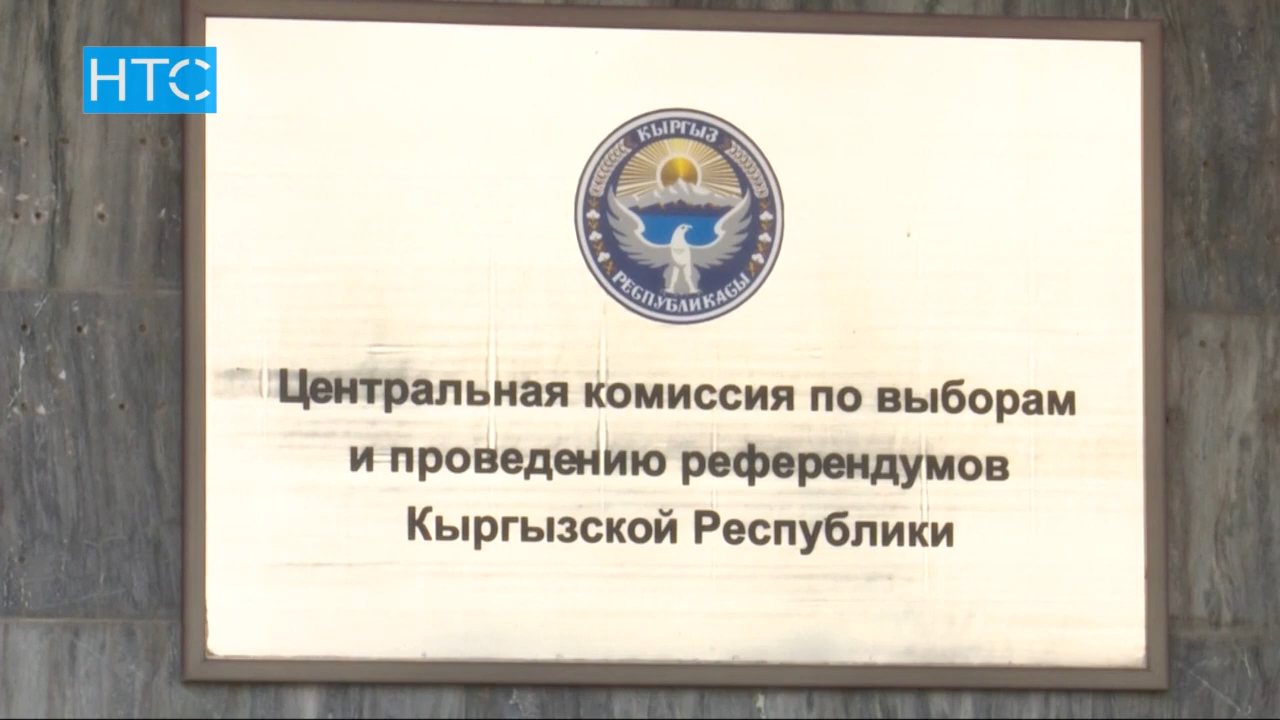 НТС
КЫРГЫЗ
РЕСПУБЛИКАСЫ
Центральная комиссия по выборам
и проведению референдумов
Кыргызской Республики